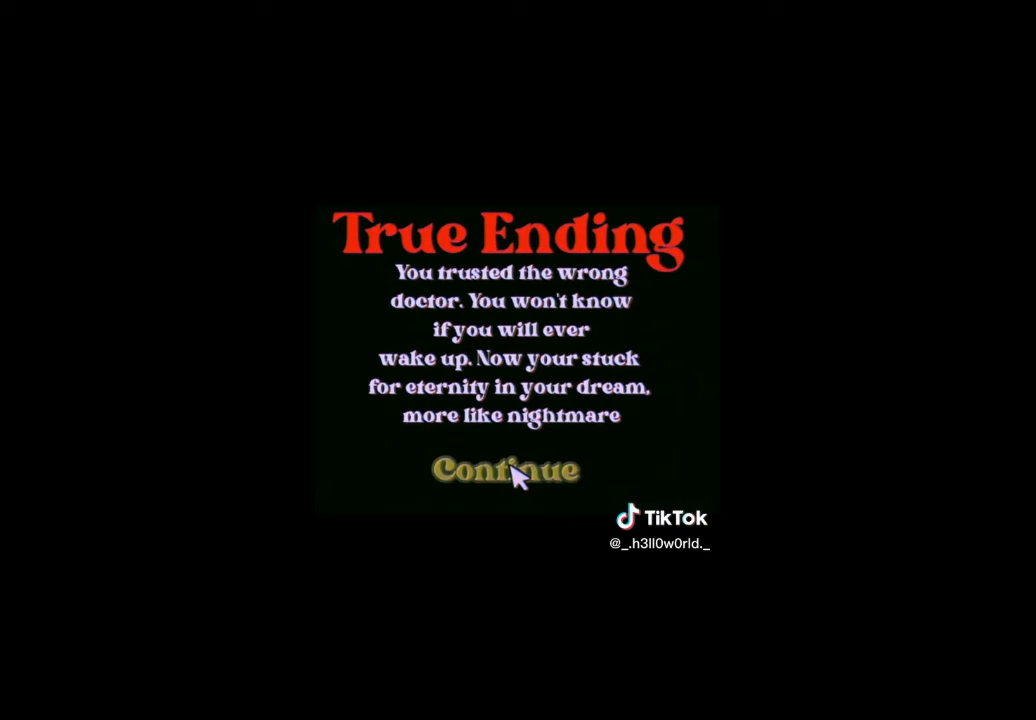 True Ending
You trusted the wrong
doctor. You won't know
if you will ever
wake up. Now your stuck
for eternity in your dream,
more like nightmare
Continue
TikTok
@_.h3ll0w0rld._